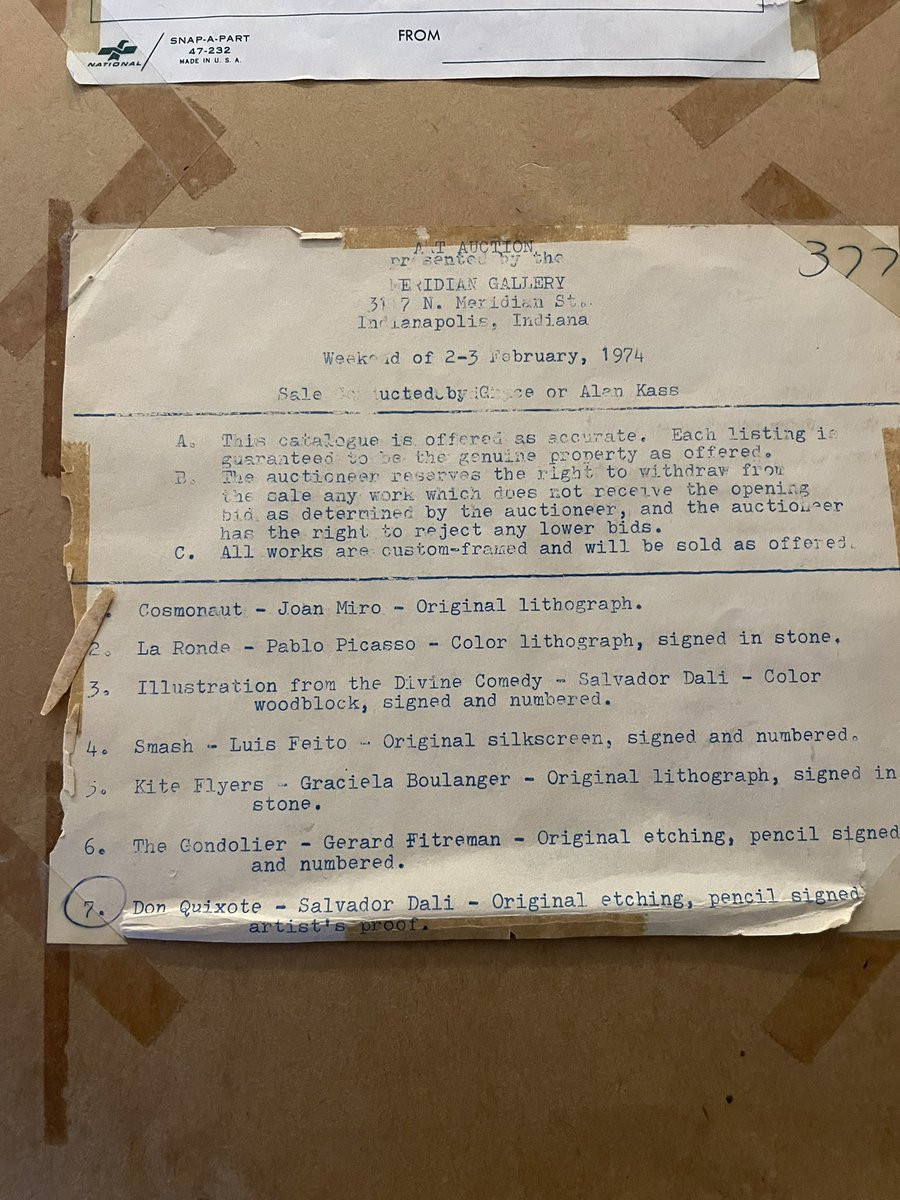 NATIONAL
SNAP-A-PART
47-232
MADE IN U. S. A.
FROM
377
A T AUCTION
presented by the
MERIDIAN GALLERY
31 7 N. Meridian St.
Indianapolis, Indiana
Weekend of 2-3 February, 1974
Sale conducted by Grace or Alan Kass
A. This catalogue is offered as accurate. Each listing is
guaranteed to be the genuine property as offered.
B. The auctioneer reserves the right to withdraw from
the sale any work which does not receive the opening
bid as determined by the auctioneer, and the auctioneer
has the right to reject any lower bids.
C. All works are custom-framed and will be sold as offered.
Cosmonaut - Joan Miro - Original lithograph.
2. La Ronde - Pablo Picasso - Color lithograph, signed in stone.
3. Illustration from the Divine Comedy - Salvador Dali - Color
woodblock, signed and numbered.
4. Smash - Luis Feito - Original silkscreen, signed and numbered.
5. Kite Flyers - Graciela Boulanger - Original lithograph, signed in
stone.
6. The Gondolier - Gerard Fitreman - Original etching, pencil signed
and numbered.
7. Don Quixote - Salvador Dali - Original etching, pencil signed
artist's proof.